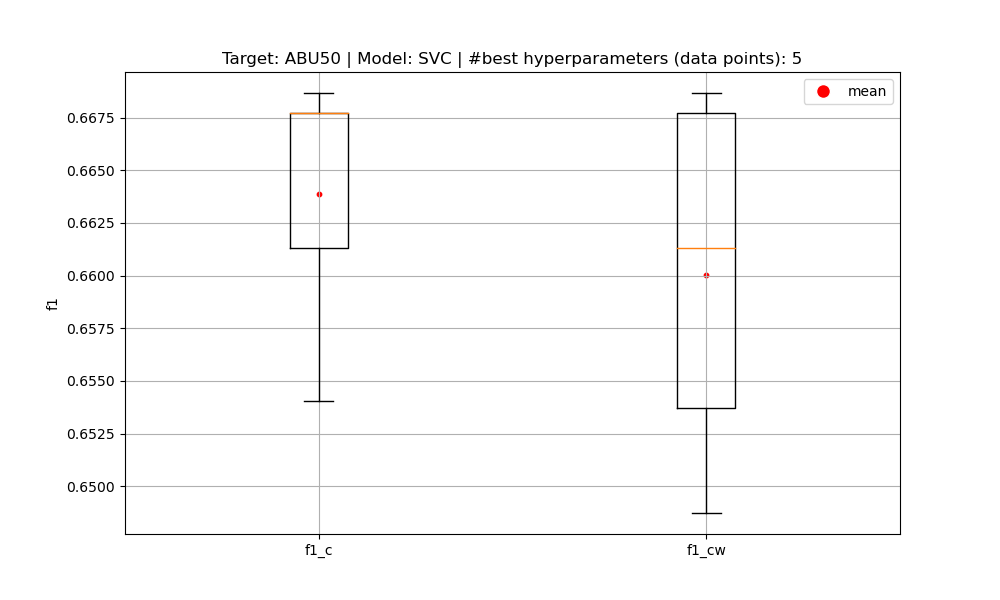 Target: ABU50 | Model: SVC | #best hyperparameters (data points): 5
mean
0.6675
0.6650
0.6625
0.6600
0.6575
0.6550
0.6525
0.6500
f1
f1_c
f1_cw